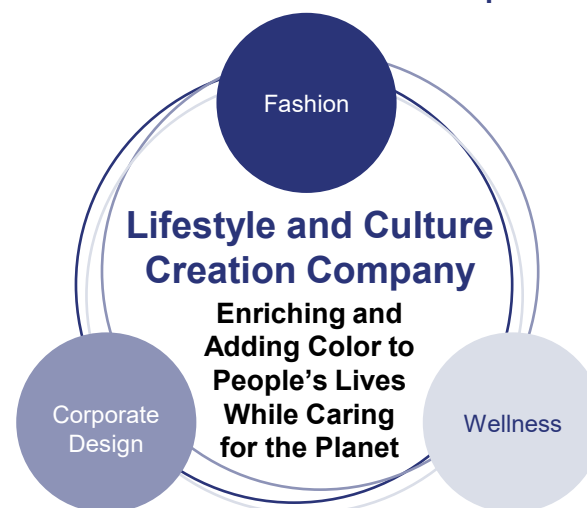 Fashion
Lifestyle and Culture
Creation Company
Enriching and
Adding Color to
People's Lives
While Caring
for the Planet
Corporate
Design
Wellness